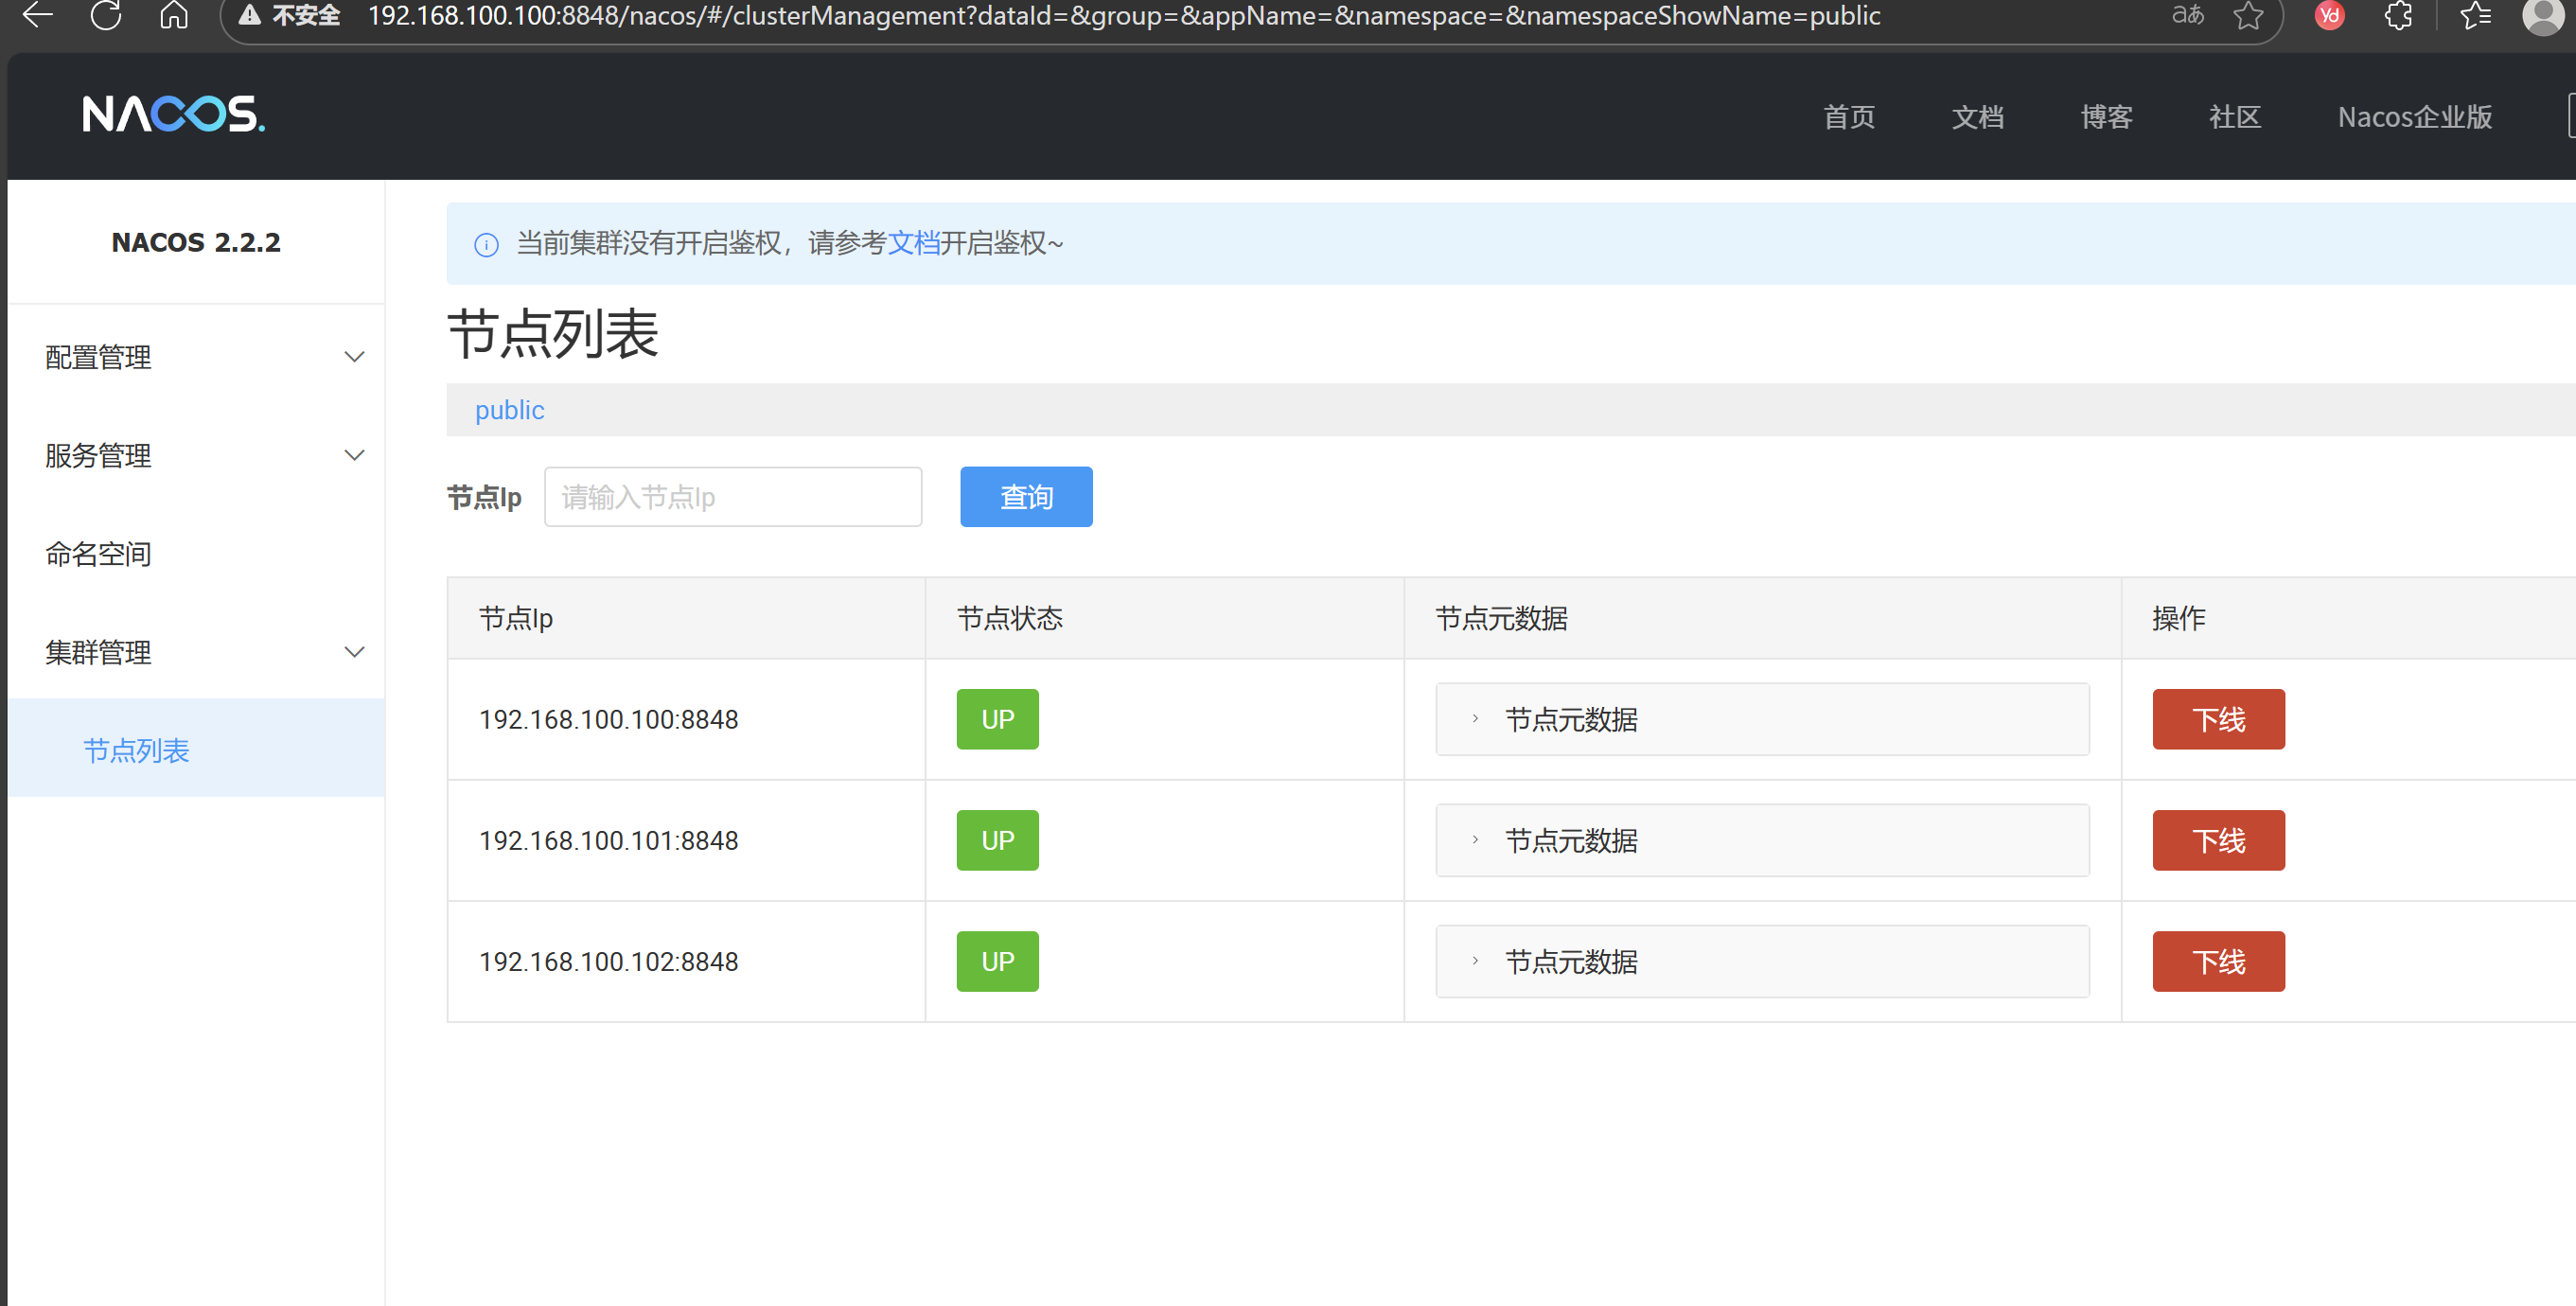 不安全 192.168.100.100:8848/nacos/#/clusterManagement?dataId=&group=&appName=&namespace=&namespaceShowName=public aあ Yd
NACOS. 首页 文档 博客 社区 Nacos企业版
NACOS 2.2.2
配置管理
服务管理
命名空间
集群管理
节点列表
当前集群没有开启鉴权，请参考文档开启鉴权~
节点列表
public
节点Ip 请输入节点Ip 查询
节点Ip 节点状态 节点元数据 操作
192.168.100.100:8848 UP 节点元数据 下线
192.168.100.101:8848 UP 节点元数据 下线
192.168.100.102:8848 UP 节点元数据 下线